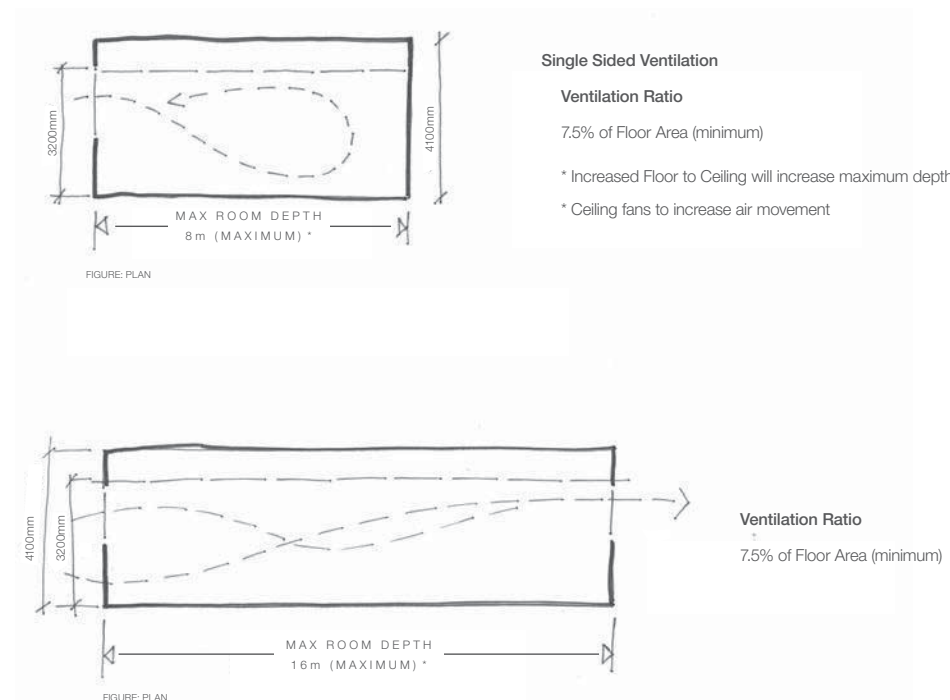 3200mm
4100mm
MAX ROOM DEPTH
8m (MAXIMUM) *
FIGURE: PLAN
Single Sided Ventilation
Ventilation Ratio
7.5% of Floor Area (minimum)
* Increased Floor to Ceiling will increase maximum depth
* Ceiling fans to increase air movement
4100mm
3200mm
MAX ROOM DEPTH
16m (MAXIMUM) *
FIGURE: PLAN
Ventilation Ratio
7.5% of Floor Area (minimum)